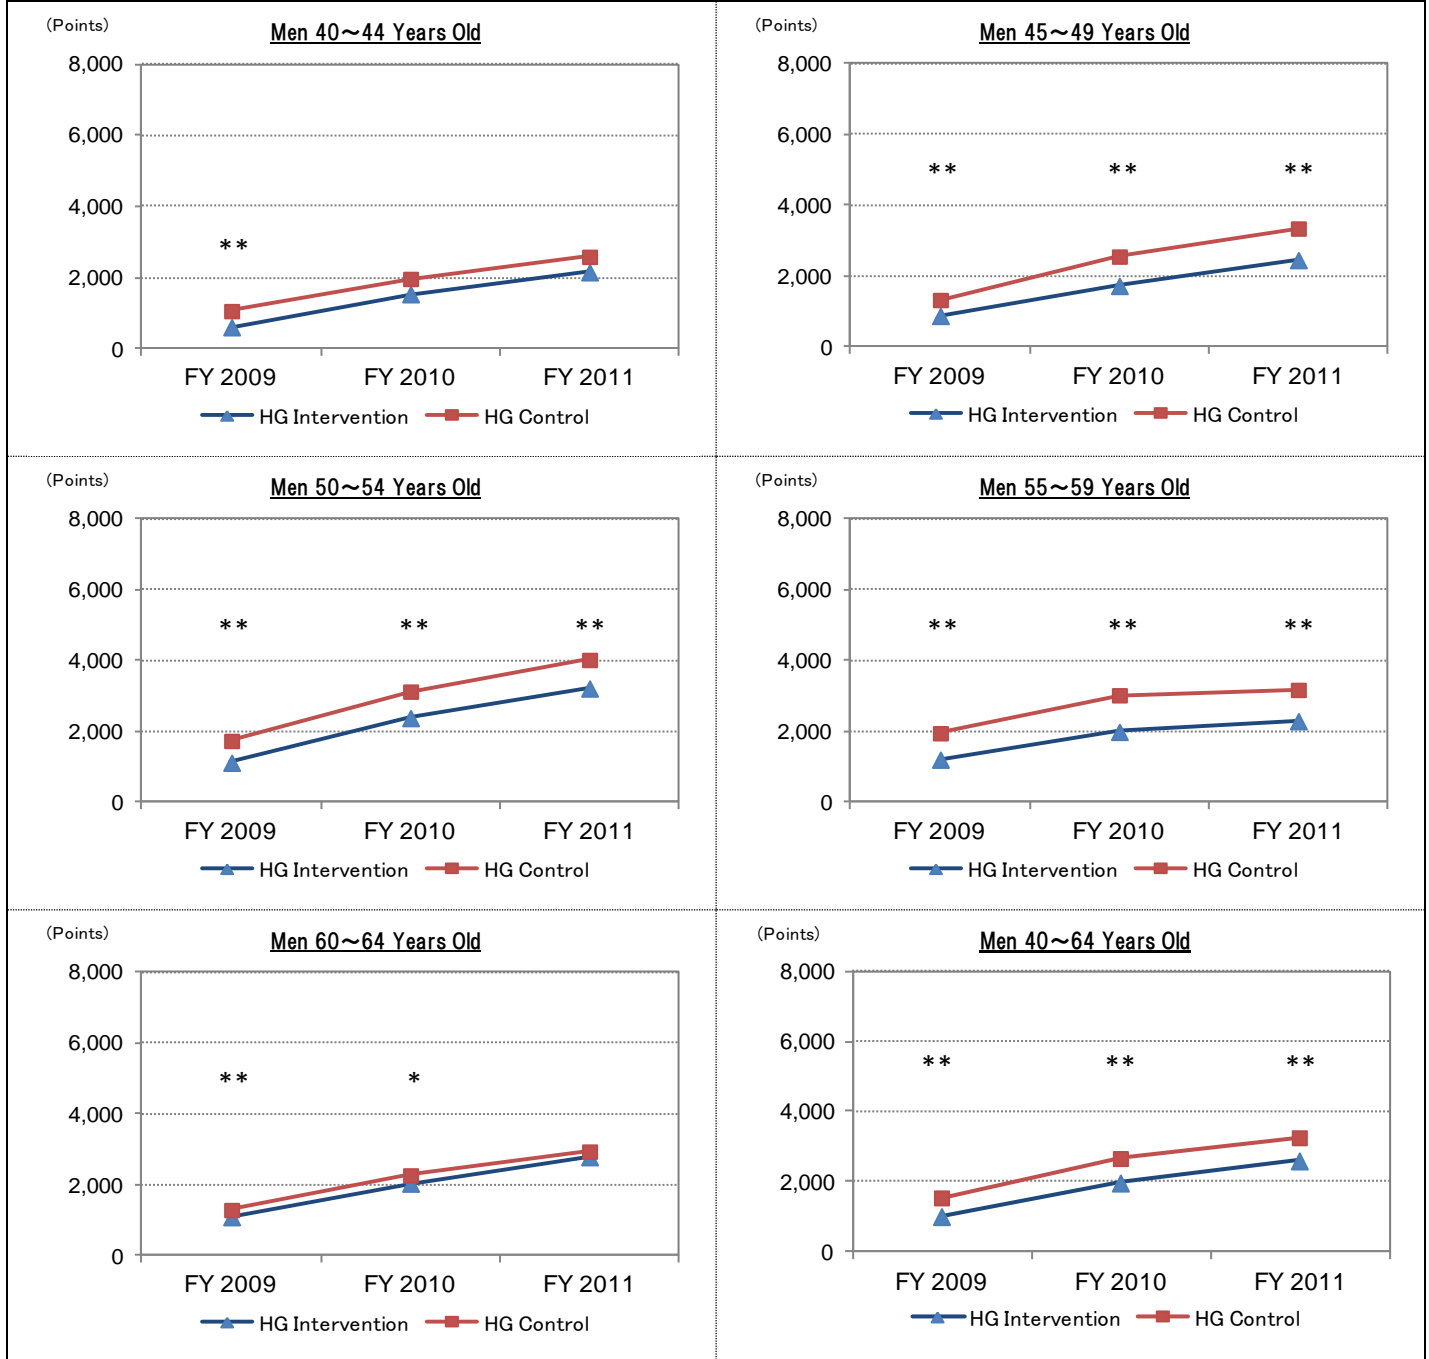 (Points)
Men 40～44 Years Old
8,000
6,000
4,000
**
2,000
0
FY 2009 FY 2010 FY 2011
HG Intervention HG Control
(Points)
Men 45～49 Years Old
8,000
6,000
** ** **
4,000
2,000
0
FY 2009 FY 2010 FY 2011
HG Intervention HG Control
(Points)
Men 50～54 Years Old
8,000
6,000
** ** **
4,000
2,000
0
FY 2009 FY 2010 FY 2011
HG Intervention HG Control
(Points)
Men 55～59 Years Old
8,000
6,000
** ** **
4,000
2,000
0
FY 2009 FY 2010 FY 2011
HG Intervention HG Control
(Points)
Men 60～64 Years Old
8,000
6,000
** *
4,000
2,000
0
FY 2009 FY 2010 FY 2011
HG Intervention HG Control
(Points)
Men 40～64 Years Old
8,000
6,000
** ** **
4,000
2,000
0
FY 2009 FY 2010 FY 2011
HG Intervention HG Control